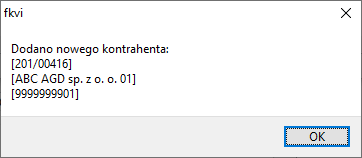 fkvi
Dodano nowego kontrahenta:
[201/00416]
[ABC AGD sp. z o. o. 01]
[9999999901]
OK